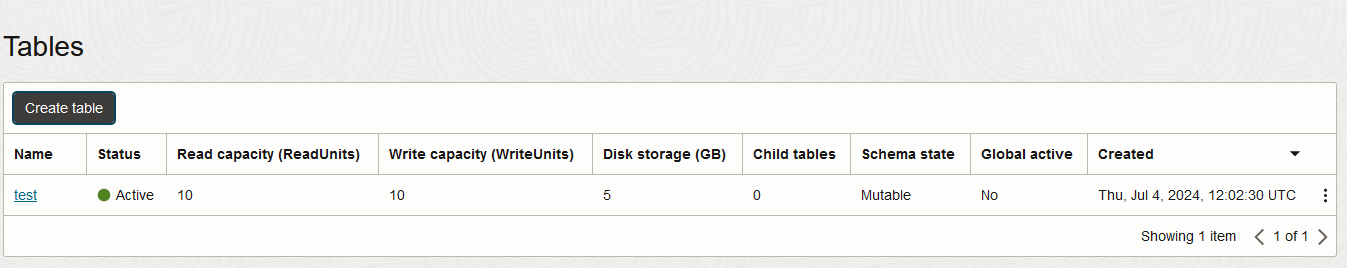 Tables
Create table
Name Status Read capacity (ReadUnits) Write capacity (WriteUnits) Disk storage (GB) Child tables Schema state Global active Created
test Active 10 10 5 0 Mutable No Thu, Jul 4, 2024, 12:02:30 UTC
Showing 1 item 1 of 1